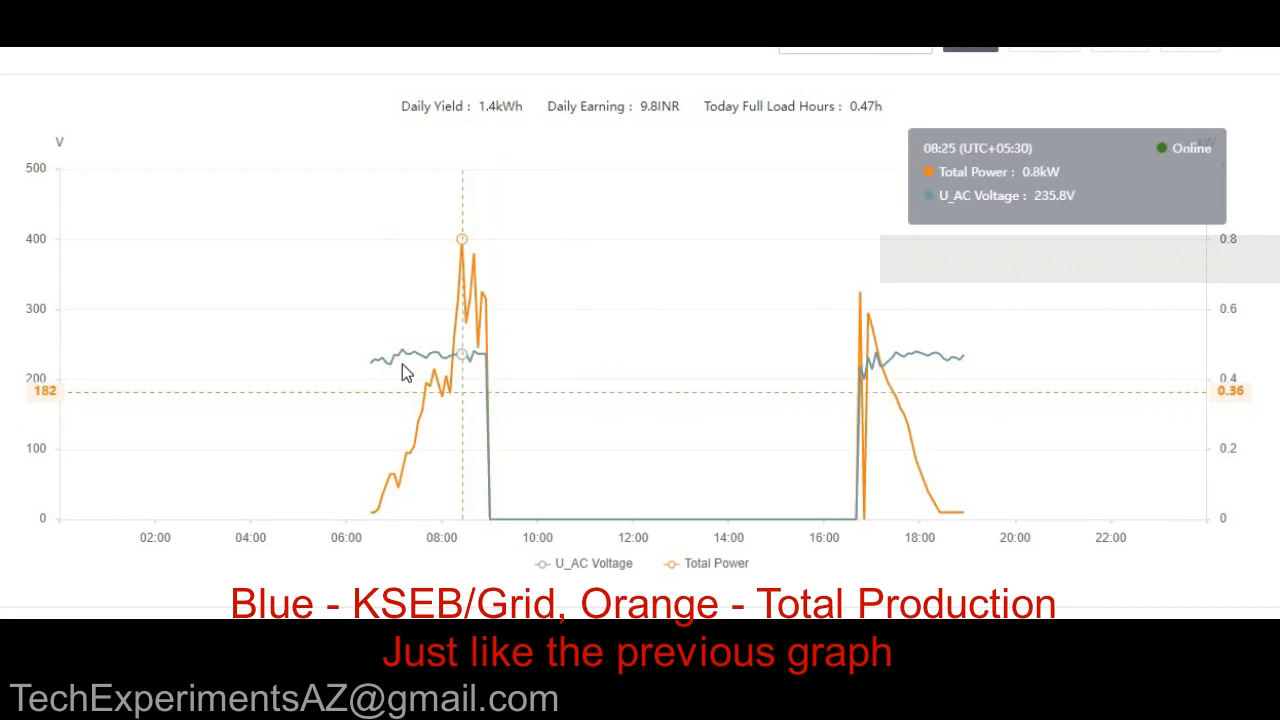 Daily Yield : 1.4kWh Daily Earning : 9.8INR Today Full Load Hours : 0.47h
V
08:25 (UTC+05:30) Online
Total Power : 0.8kW
U_AC Voltage : 235.8V
500
400 0.8
300 0.6
200 0.4
182 0.36
100 0.2
0 0
02:00 04:00 06:00 08:00 10:00 12:00 14:00 16:00 18:00 20:00 22:00
U_AC Voltage Total Power
Blue - KSEB/Grid, Orange - Total Production
Just like the previous graph
TechExperimentsAZ@gmail.com